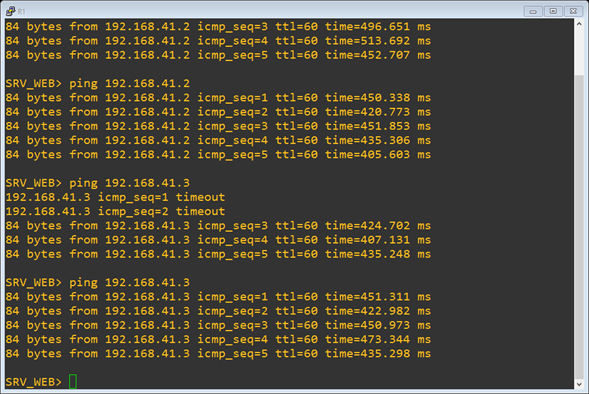 R1
84 bytes from 192.168.41.2 icmp_seq=3 ttl=60 time=496.651 ms
84 bytes from 192.168.41.2 icmp_seq=4 ttl=60 time=513.692 ms
84 bytes from 192.168.41.2 icmp_seq=5 ttl=60 time=452.707 ms
SRV_WEB> ping 192.168.41.2
84 bytes from 192.168.41.2 icmp_seq=1 ttl=60 time=450.338 ms
84 bytes from 192.168.41.2 icmp_seq=2 ttl=60 time=420.773 ms
84 bytes from 192.168.41.2 icmp_seq=3 ttl=60 time=451.853 ms
84 bytes from 192.168.41.2 icmp_seq=4 ttl=60 time=435.306 ms
84 bytes from 192.168.41.2 icmp_seq=5 ttl=60 time=405.603 ms
SRV_WEB> ping 192.168.41.3
192.168.41.3 icmp_seq=1 timeout
192.168.41.3 icmp_seq=2 timeout
84 bytes from 192.168.41.3 icmp_seq=3 ttl=60 time=424.702 ms
84 bytes from 192.168.41.3 icmp_seq=4 ttl=60 time=407.131 ms
84 bytes from 192.168.41.3 icmp_seq=5 ttl=60 time=435.248 ms
SRV_WEB> ping 192.168.41.3
84 bytes from 192.168.41.3 icmp_seq=1 ttl=60 time=451.311 ms
84 bytes from 192.168.41.3 icmp_seq=2 ttl=60 time=422.982 ms
84 bytes from 192.168.41.3 icmp_seq=3 ttl=60 time=450.973 ms
84 bytes from 192.168.41.3 icmp_seq=4 ttl=60 time=473.344 ms
84 bytes from 192.168.41.3 icmp_seq=5 ttl=60 time=435.298 ms
SRV_WEB>